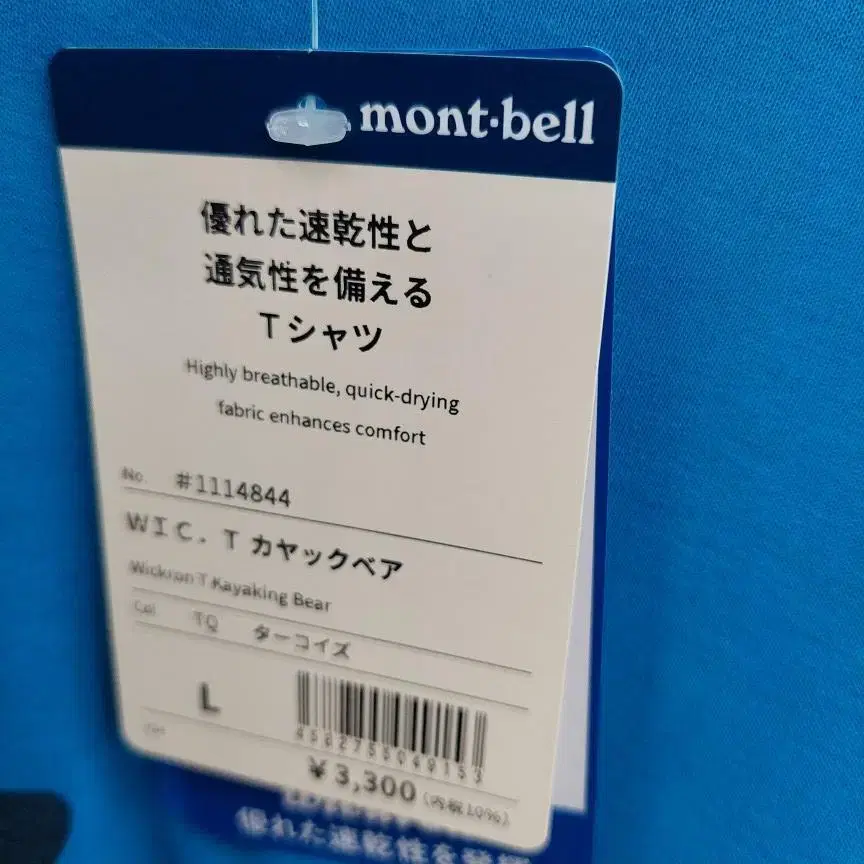 mont·bell
優れた速乾性と
通気性を備える
Tシャツ
Highly breathable, quick-drying
fabric enhances comfort
No. #1114844
WIC. T カヤックベア
Wickron T Kayaking Bear
Col TQ ターコイズ
L
¥3,300 (内税10%)
優れた速乾性を